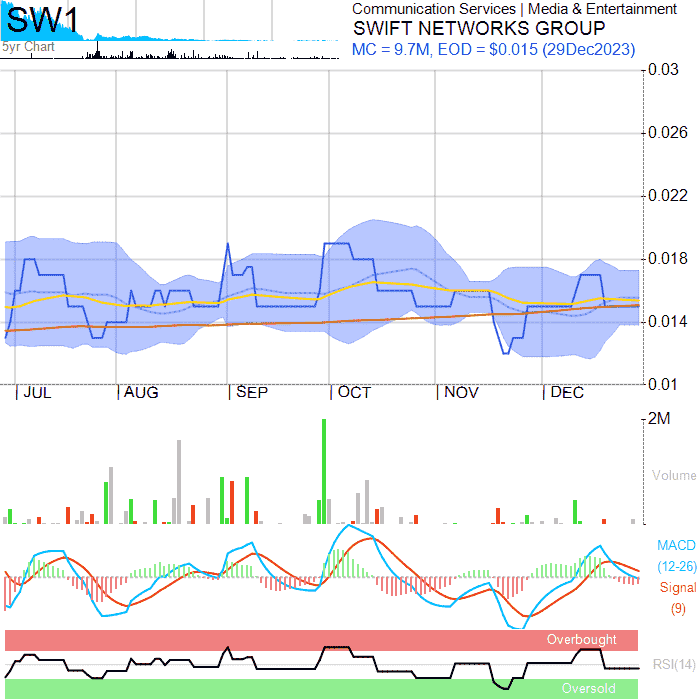 SW1
5yr Chart
Communication Services | Media & Entertainment
SWIFT NETWORKS GROUP
MC = 9.7M, EOD = $0.015 (29Dec2023)
0.03
0.026
0.022
0.018
0.014
0.01
JUL
AUG
SEP
OCT
NOV
DEC
2M
Volume
MACD
(12-26)
Signal
(9)
Overbought
RSI(14)
Oversold